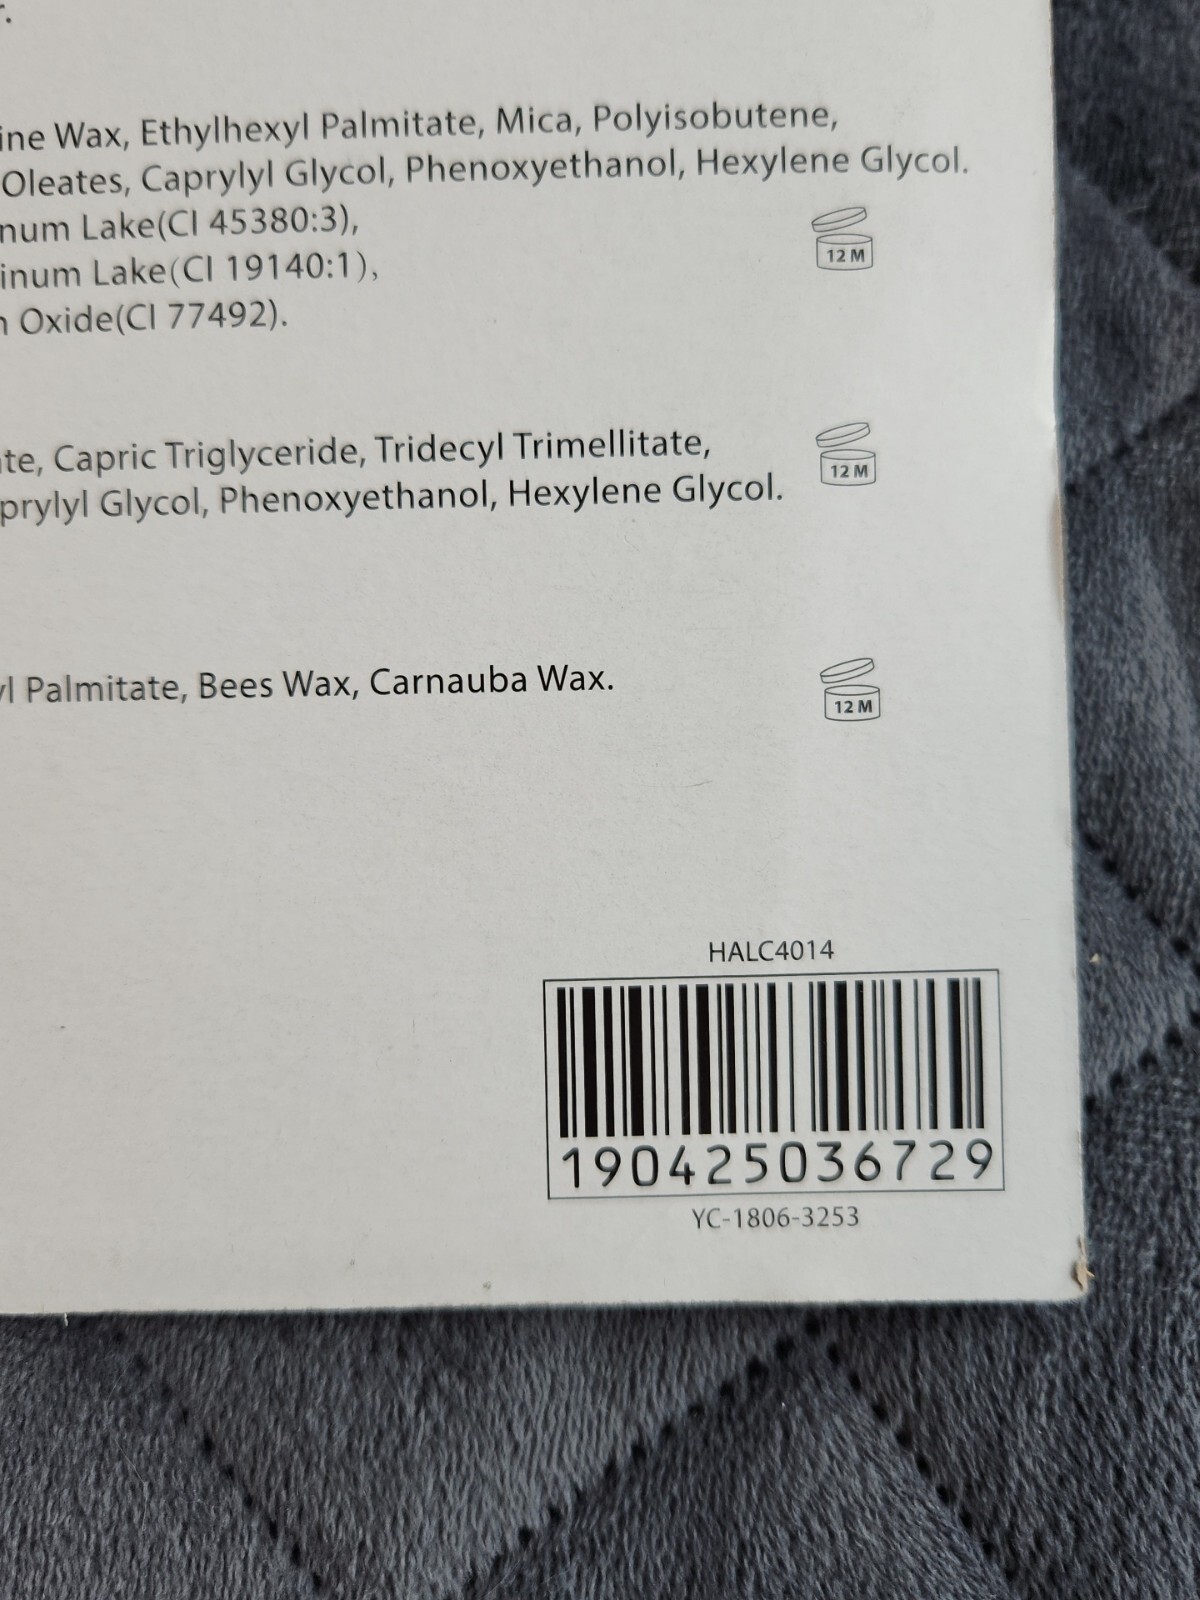 r.
ine Wax, Ethylhexyl Palmitate, Mica, Polyisobutene,
Oleates, Caprylyl Glycol, Phenoxyethanol, Hexylene Glycol.
num Lake(CI 45380:3),
12 M
inum Lake(CI 19140:1),
n Oxide(CI 77492).
te, Capric Triglyceride, Tridecyl Trimellitate,
12 M
prylyl Glycol, Phenoxyethanol, Hexylene Glycol.
yl Palmitate, Bees Wax, Carnauba Wax.
12 M
HALC4014
190425036729
YC-1806-3253